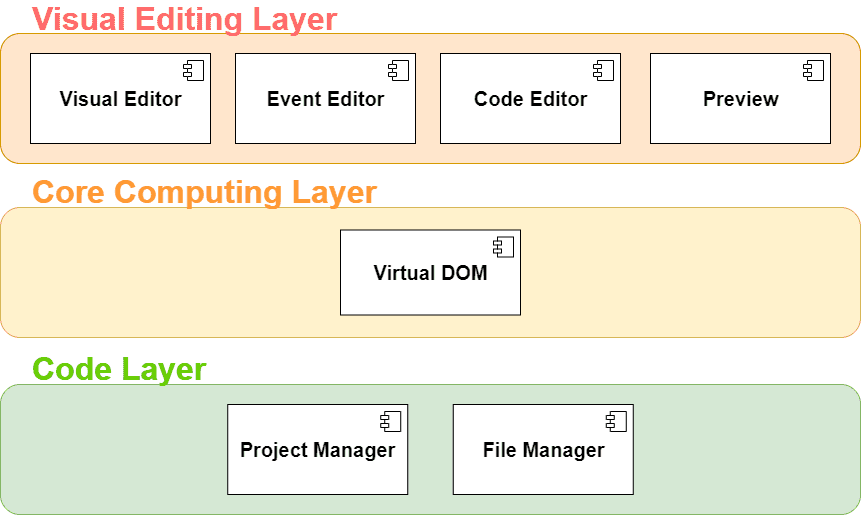 Visual Editing Layer
Visual Editor
Event Editor
Code Editor
Preview
Core Computing Layer
Virtual DOM
Code Layer
Project Manager
File Manager